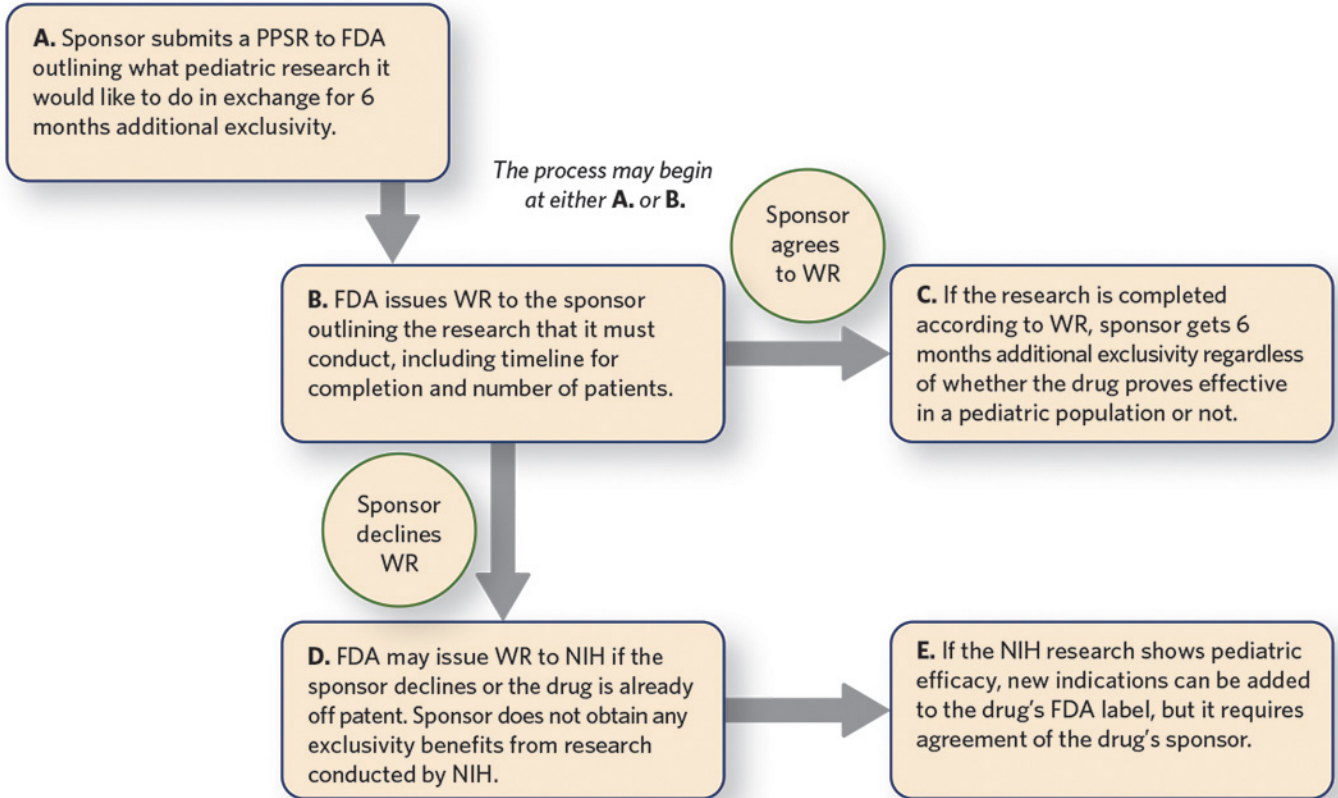 A. Sponsor submits a PPSR to FDA
outlining what pediatric research it
would like to do in exchange for 6
months additional exclusivity.
The process may begin
at either A. or B.
Sponsor
agrees
to WR
B. FDA issues WR to the sponsor
outlining the research that it must
conduct, including timeline for
completion and number of patients.
C. If the research is completed
according to WR, sponsor gets 6
months additional exclusivity regardless
of whether the drug proves effective
in a pediatric population or not.
Sponsor
declines
WR
D. FDA may issue WR to NIH if the
sponsor declines or the drug is already
off patent. Sponsor does not obtain any
exclusivity benefits from research
conducted by NIH.
E. If the NIH research shows pediatric
efficacy, new indications can be added
to the drug's FDA label, but it requires
agreement of the drug's sponsor.